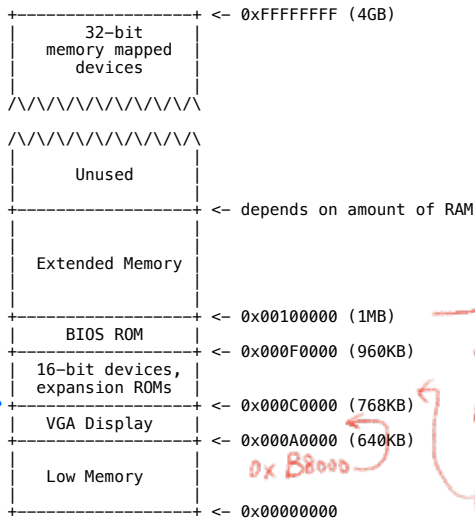 <- 0xFFFFFFFF (4GB)
32-bit
memory mapped
devices
Unused
<- depends on amount of RAM
Extended Memory
<- 0x00100000 (1MB)
BIOS ROM
<- 0x000F0000 (960KB)
16-bit devices,
expansion ROMs
<- 0x000C0000 (768KB)
VGA Display
<- 0x000A0000 (640KB)
0x B8000
Low Memory
<- 0x00000000